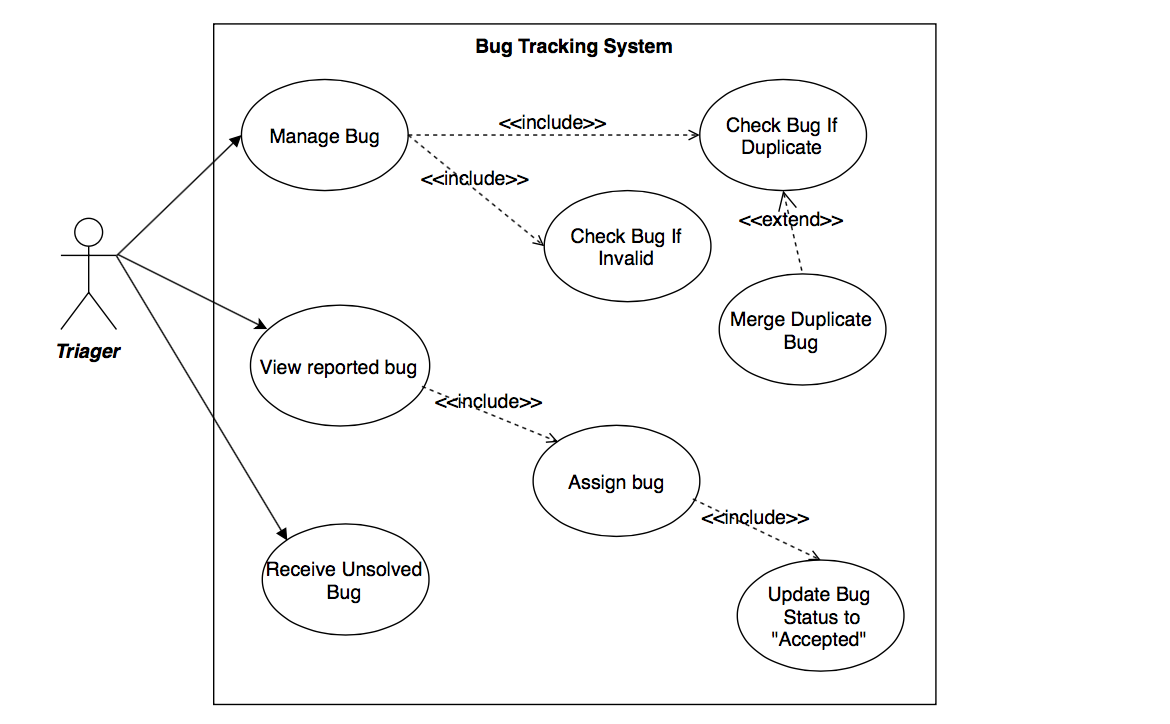 Bug Tracking System
Manage Bug
<<include>>
Check Bug If
Duplicate
<<include>>
Check Bug If
Invalid
<<extend>>
Merge Duplicate
Bug
Triager
View reported bug
<<include>>
Assign bug
<<include>>
Receive Unsolved
Bug
Update Bug
Status to
"Accepted"